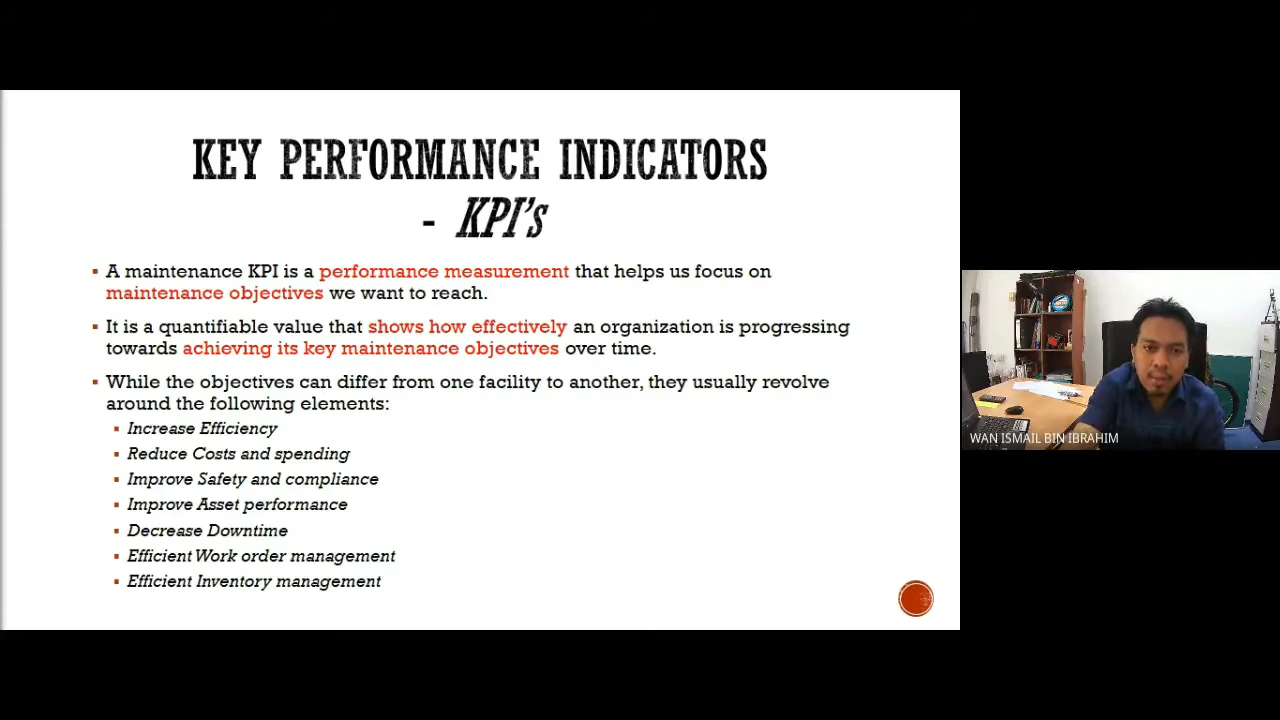 KEY PERFORMANCE INDICATORS
- KPI's
▪ A maintenance KPI is a performance measurement that helps us focus on
maintenance objectives we want to reach.
▪ It is a quantifiable value that shows how effectively an organization is progressing
towards achieving its key maintenance objectives over time.
▪ While the objectives can differ from one facility to another, they usually revolve
around the following elements:
▪ Increase Efficiency
▪ Reduce Costs and spending
▪ Improve Safety and compliance
▪ Improve Asset performance
▪ Decrease Downtime
▪ Efficient Work order management
▪ Efficient Inventory management
WAN ISMAIL BIN IBRAHIM